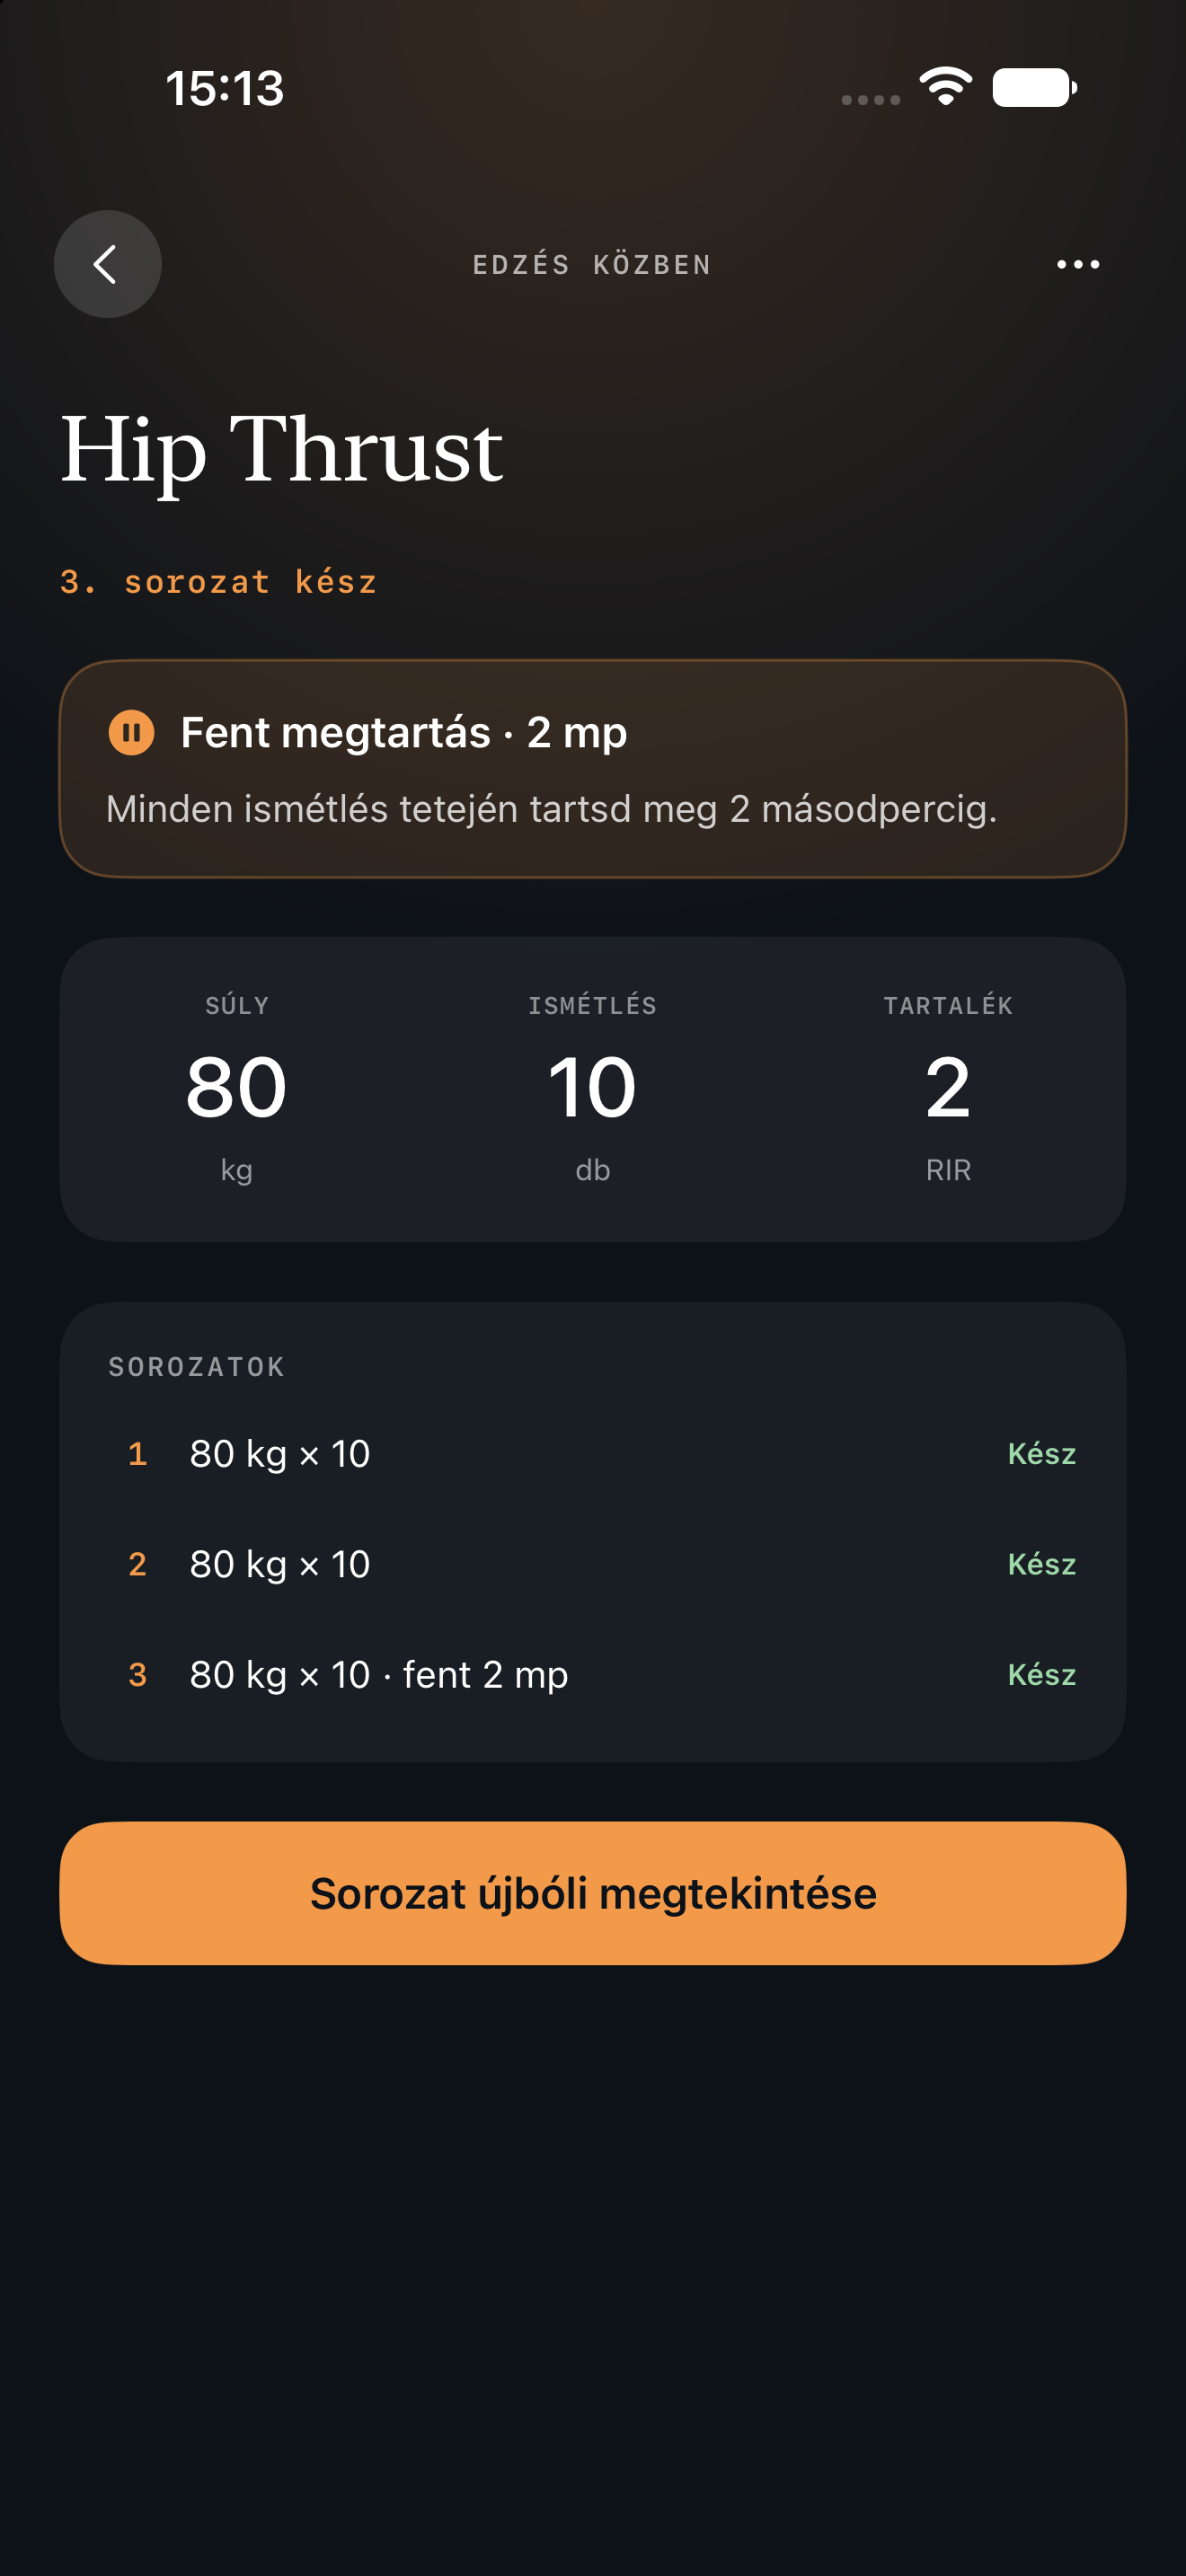 15:13
EDZÉS KÖZBEN
Hip Thrust
3. sorozat kész
Fent megtartás · 2 mp
Minden ismétlés tetején tartsd meg 2 másodpercig.
SÚLY ISMÉTLÉS TARTALÉK
80 10 2
kg db RIR
SOROZATOK
1 80 kg × 10 Kész
2 80 kg × 10 Kész
3 80 kg × 10 · fent 2 mp Kész
Sorozat újbóli megtekintése